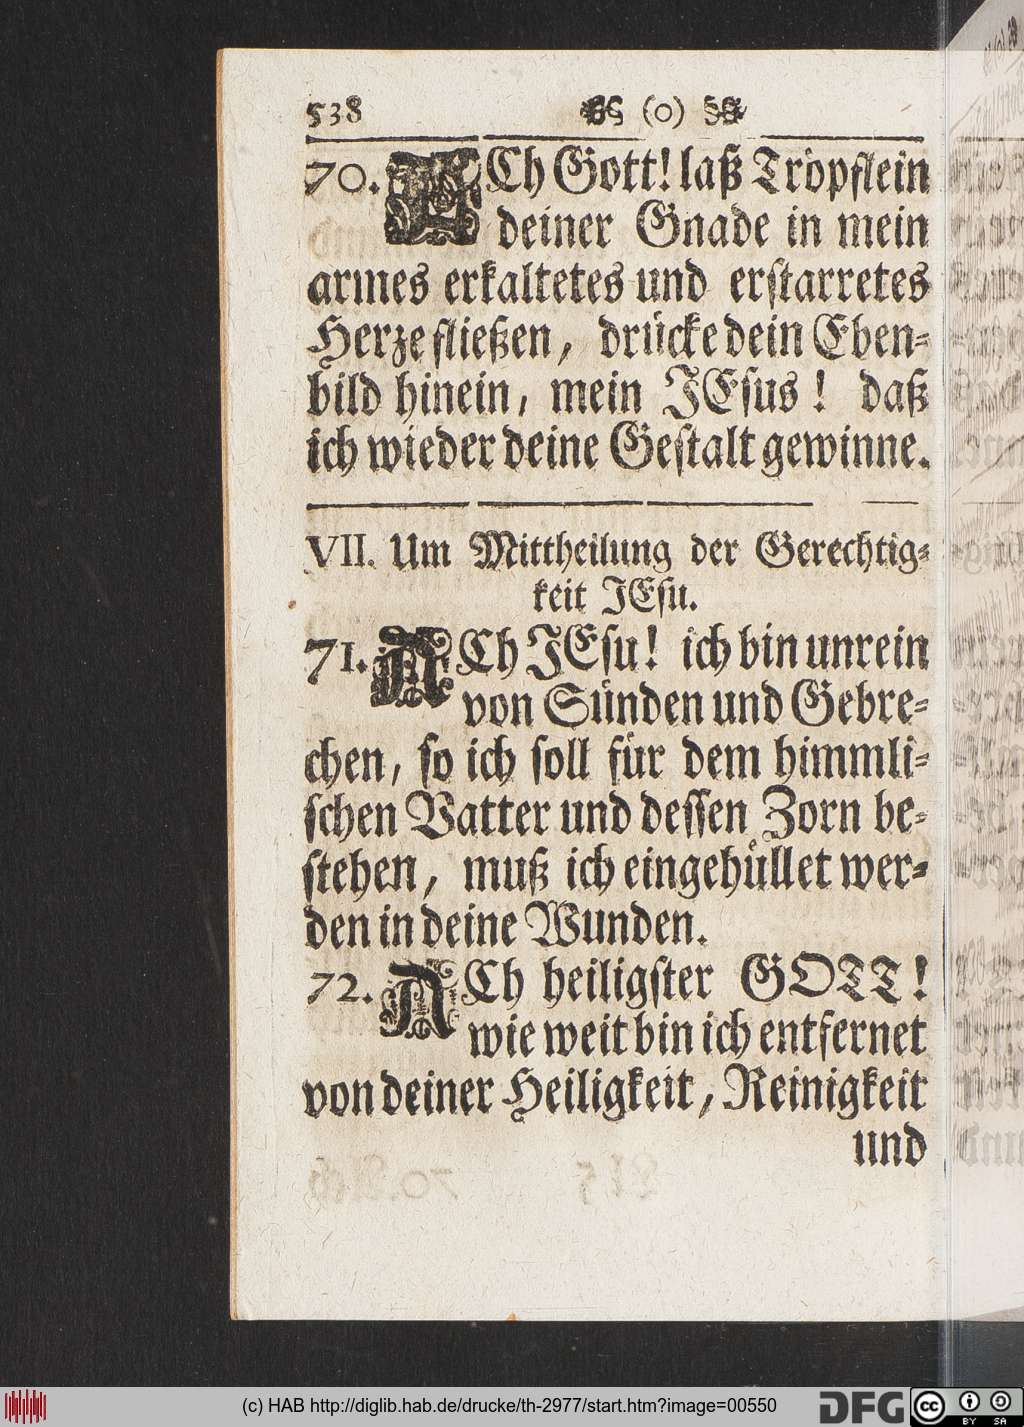 538 (o)
70. ACh Gott! laß Tröpflein
deiner Gnade in mein
armes erkaltetes und erstarretes
Herze fließen, drücke dein Eben-
bild hinein, mein JEsus! daß
ich wieder deine Gestalt gewinne.
VII. Um Mittheilung der Gerechtig-
keit JEsu.
71. ACh JEsu! ich bin unrein
von Sünden und Gebre-
chen, so ich soll für dem himmli-
schen Vatter und dessen Zorn be-
stehen, muß ich eingehüllet wer-
den in deine Wunden.
72. ACh heiligster GOTT!
wie weit bin ich entfernet
von deiner Heiligkeit, Reinigkeit
und
(c) HAB http://diglib.hab.de/drucke/th-2977/start.htm?image=00550
DFG
cc BY SA